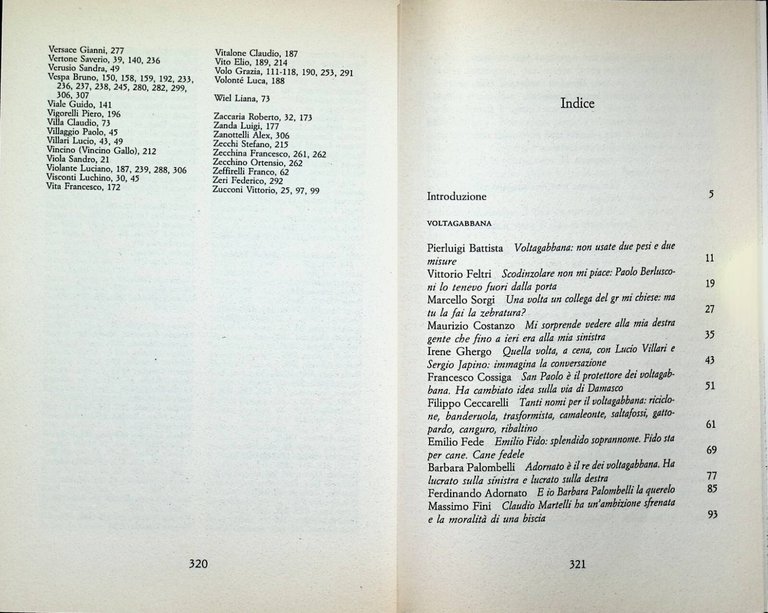 Versace Gianni, 277
Vertone Saverio, 39, 140, 236
Verusio Sandra, 49
Vespa Bruno, 150, 158, 159, 192, 233,
236, 237, 238, 245, 280, 282, 299,
306, 307
Viale Guido, 141
Vigorelli Piero, 196
Villa Claudio, 73
Villaggio Paolo, 45
Villari Lucio, 43, 49
Vincino (Vincino Gallo), 212
Viola Sandro, 21
Violante Luciano, 187, 239, 288, 306
Visconti Luchino, 30, 45
Vita Francesco, 172
Vitalone Claudio, 187
Vito Elio, 189, 214
Volo Grazia, 111-118, 190, 253, 291
Volonté Luca, 188
Wiel Liana, 73
Zaccaria Roberto, 32, 173
Zanda Luigi, 177
Zanottelli Alex, 306
Zecchi Stefano, 215
Zecchina Francesco, 261, 262
Zecchino Ortensio, 262
Zeffirelli Franco, 62
Zeri Federico, 292
Zucconi Vittorio, 25, 97, 99
320
Indice
Introduzione 5
VOLTAGABBANA
Pierluigi Battista Voltagabbana: non usate due pesi e due
misure 11
Vittorio Feltri Scodinzolare non mi piace: Paolo Berlusco-
ni lo tenevo fuori dalla porta 19
Marcello Sorgi Una volta un collega del gr mi chiese: ma
tu la fai la zebratura? 27
Maurizio Costanzo Mi sorprende vedere alla mia destra
gente che fino a ieri era alla mia sinistra 35
Irene Ghergo Quella volta, a cena, con Lucio Villari e
Sergio Japino: immagina la conversazione 43
Francesco Cossiga San Paolo è il protettore dei voltagab-
bana. Ha cambiato idea sulla via di Damasco 51
Filippo Ceccarelli Tanti nomi per il voltagabbana: riciclo-
ne, banderuola, trasformista, camaleonte, saltafossi, gatto-
pardo, canguro, ribaltino 61
Emilio Fede Emilio Fido: splendido soprannome. Fido sta
per cane. Cane fedele 69
Barbara Palombelli Adornato è il re dei voltagabbana. Ha
lucrato sulla sinistra e lucrato sulla destra 77
Ferdinando Adornato E io Barbara Palombelli la querelo 85
Massimo Fini Claudio Martelli ha un'ambizione sfrenata
e la moralità di una biscia 93
321